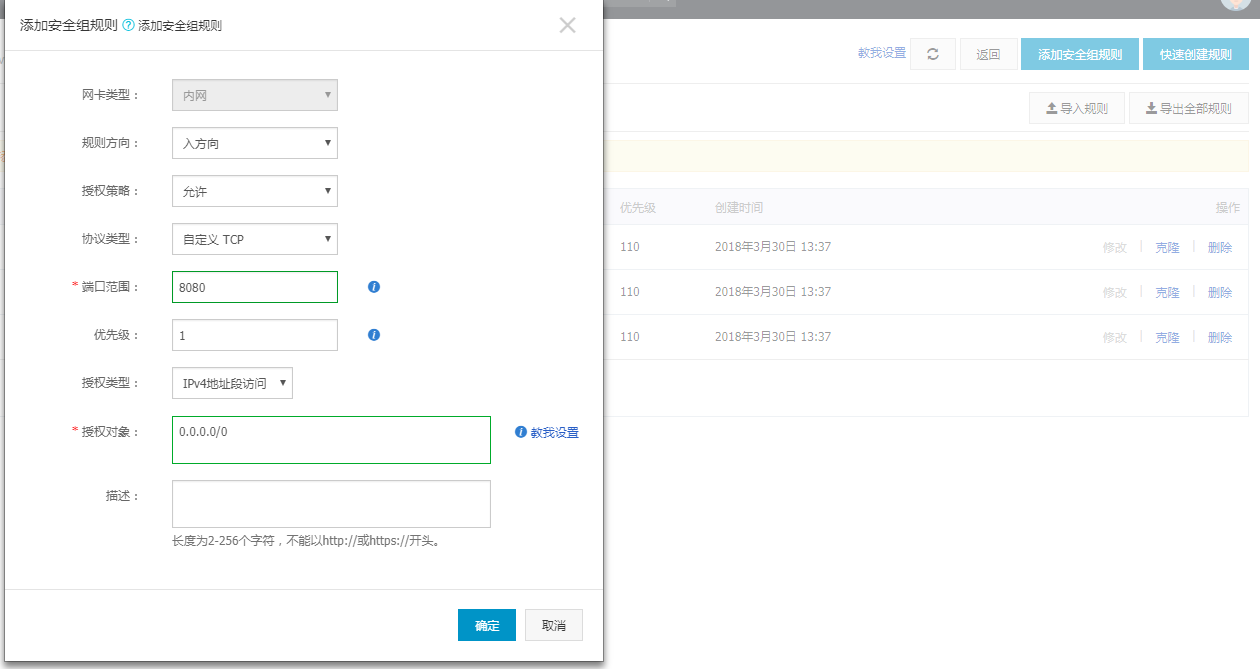 添加安全组规则 ? 添加安全组规则
网卡类型： 内网
规则方向： 入方向
授权策略： 允许
协议类型： 自定义 TCP
* 端口范围： 8080
优先级： 1
授权类型： IPv4地址段访问
* 授权对象： 0.0.0.0/0
教我设置
描述：
长度为2-256个字符，不能以http://或https://开头。
确定 取消
教我设置 返回 添加安全组规则 快速创建规则
导入规则 导出全部规则
优先级 创建时间 操作
110 2018年3月30日 13:37 修改 | 克隆 | 删除
110 2018年3月30日 13:37 修改 | 克隆 | 删除
110 2018年3月30日 13:37 修改 | 克隆 | 删除